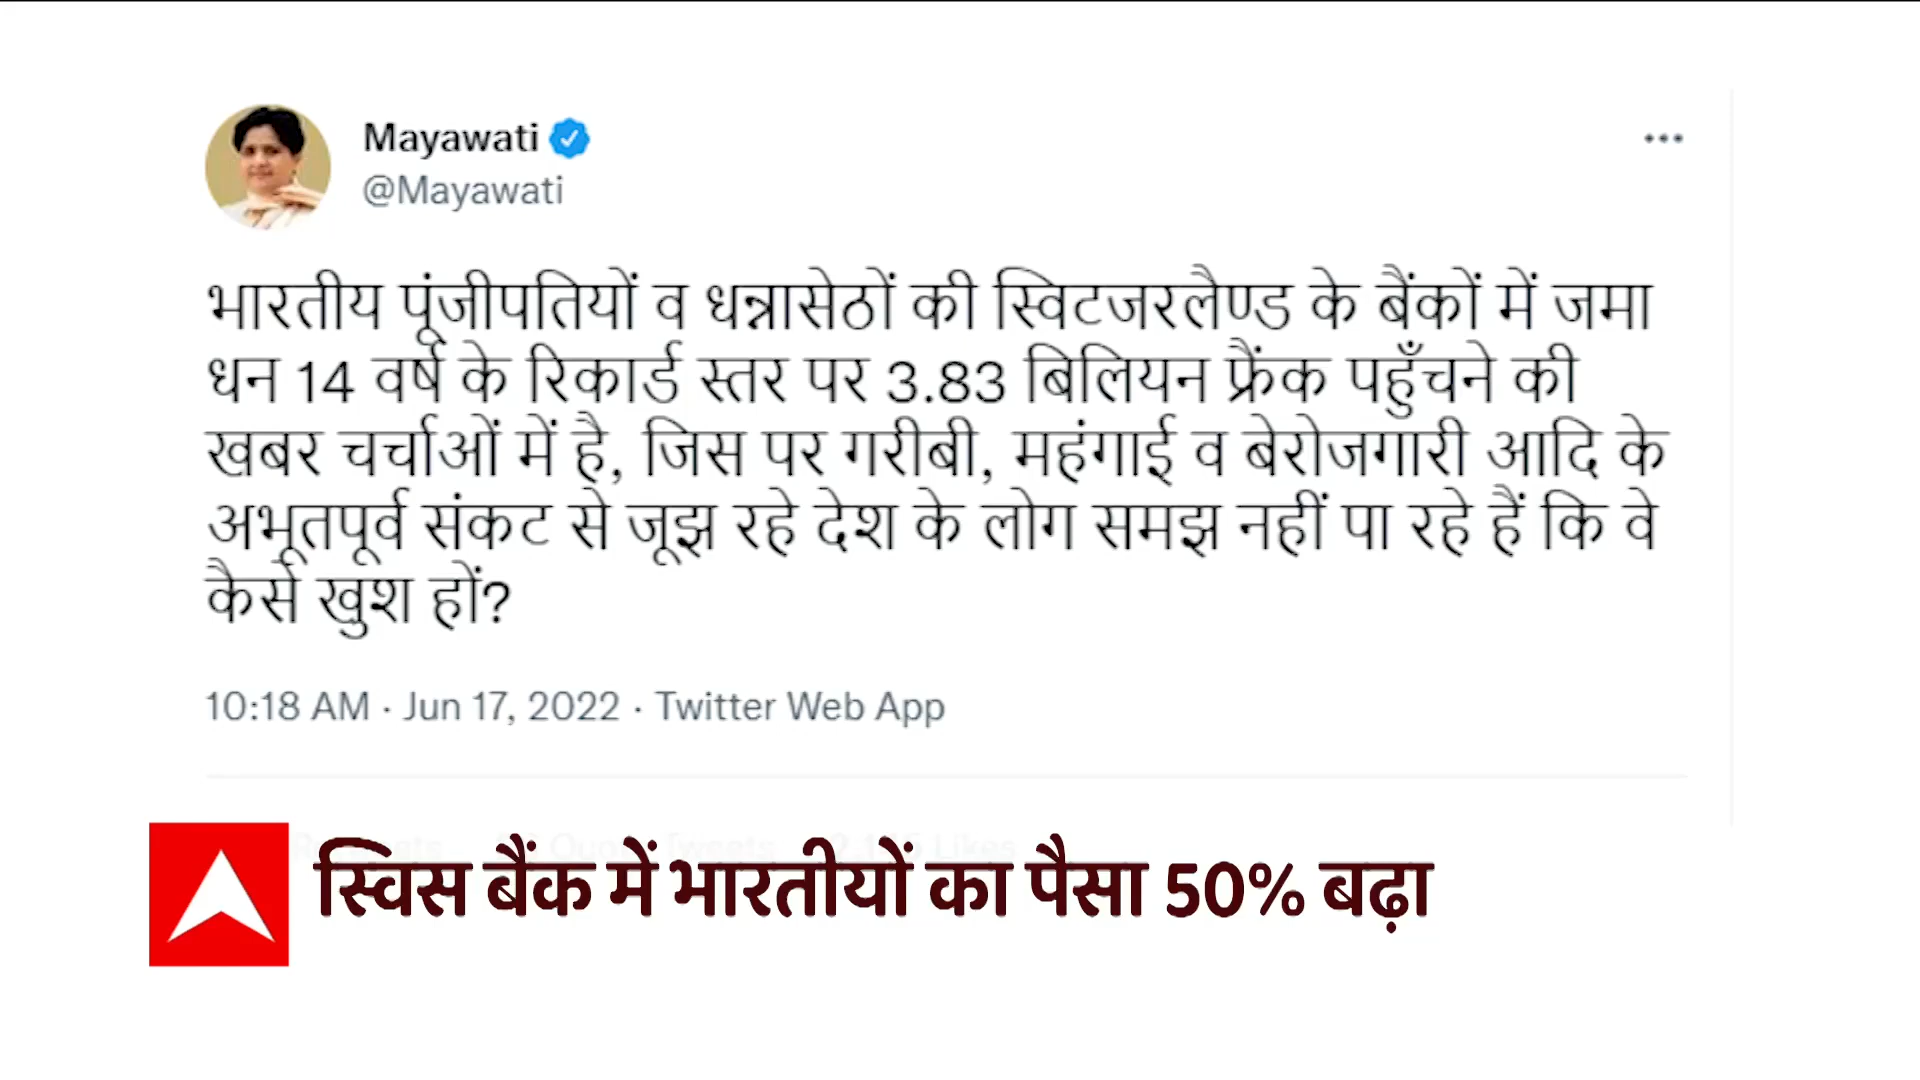 Mayawati
@Mayawati
भारतीय पूंजीपतियों व धन्नासेठों की स्विटजरलैण्ड के बैंकों में जमा
धन 14 वर्ष के रिकार्ड स्तर पर 3.83 बिलियन फ्रैंक पहुँचने की
खबर चर्चाओं में है, जिस पर गरीबी, महंगाई व बेरोजगारी आदि के
अभूतपूर्व संकट से जूझ रहे देश के लोग समझ नहीं पा रहे हैं कि वे
कैसे खुश हों?
10:18 AM · Jun 17, 2022 · Twitter Web App
स्विस बैंक में भारतीयों का पैसा 50% बढ़ा